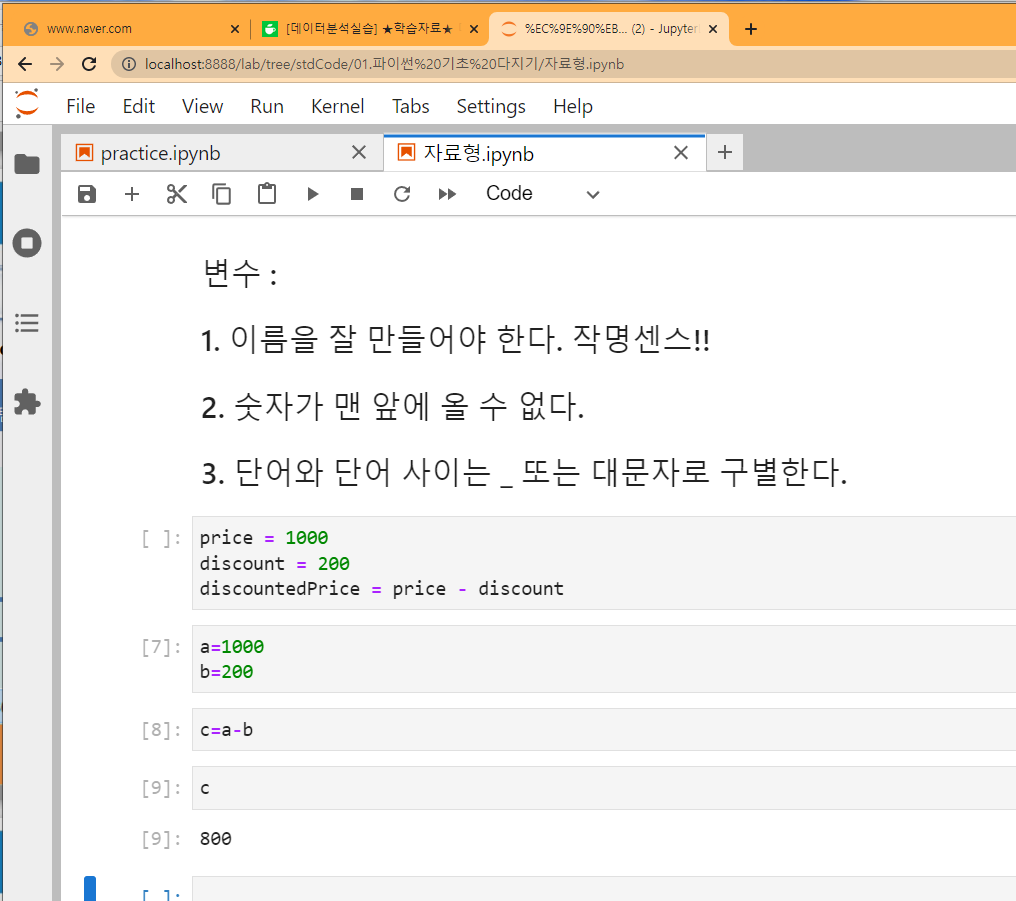 www.naver.com
[데이터분석실습] ★학습자료★
%EC%9E%90%EB... (2) - Jupyter
localhost:8888/lab/tree/stdCode/01.파이썬%20기초%20다지기/자료형.ipynb
File Edit View Run Kernel Tabs Settings Help
practice.ipynb
자료형.ipynb
Code
변수 :
1. 이름을 잘 만들어야 한다. 작명센스!!
2. 숫자가 맨 앞에 올 수 없다.
3. 단어와 단어 사이는 _ 또는 대문자로 구별한다.
[ ]: price = 1000
discount = 200
discountedPrice = price - discount
[7]: a=1000
b=200
[8]: c=a-b
[9]: c
[9]: 800
[ ]: